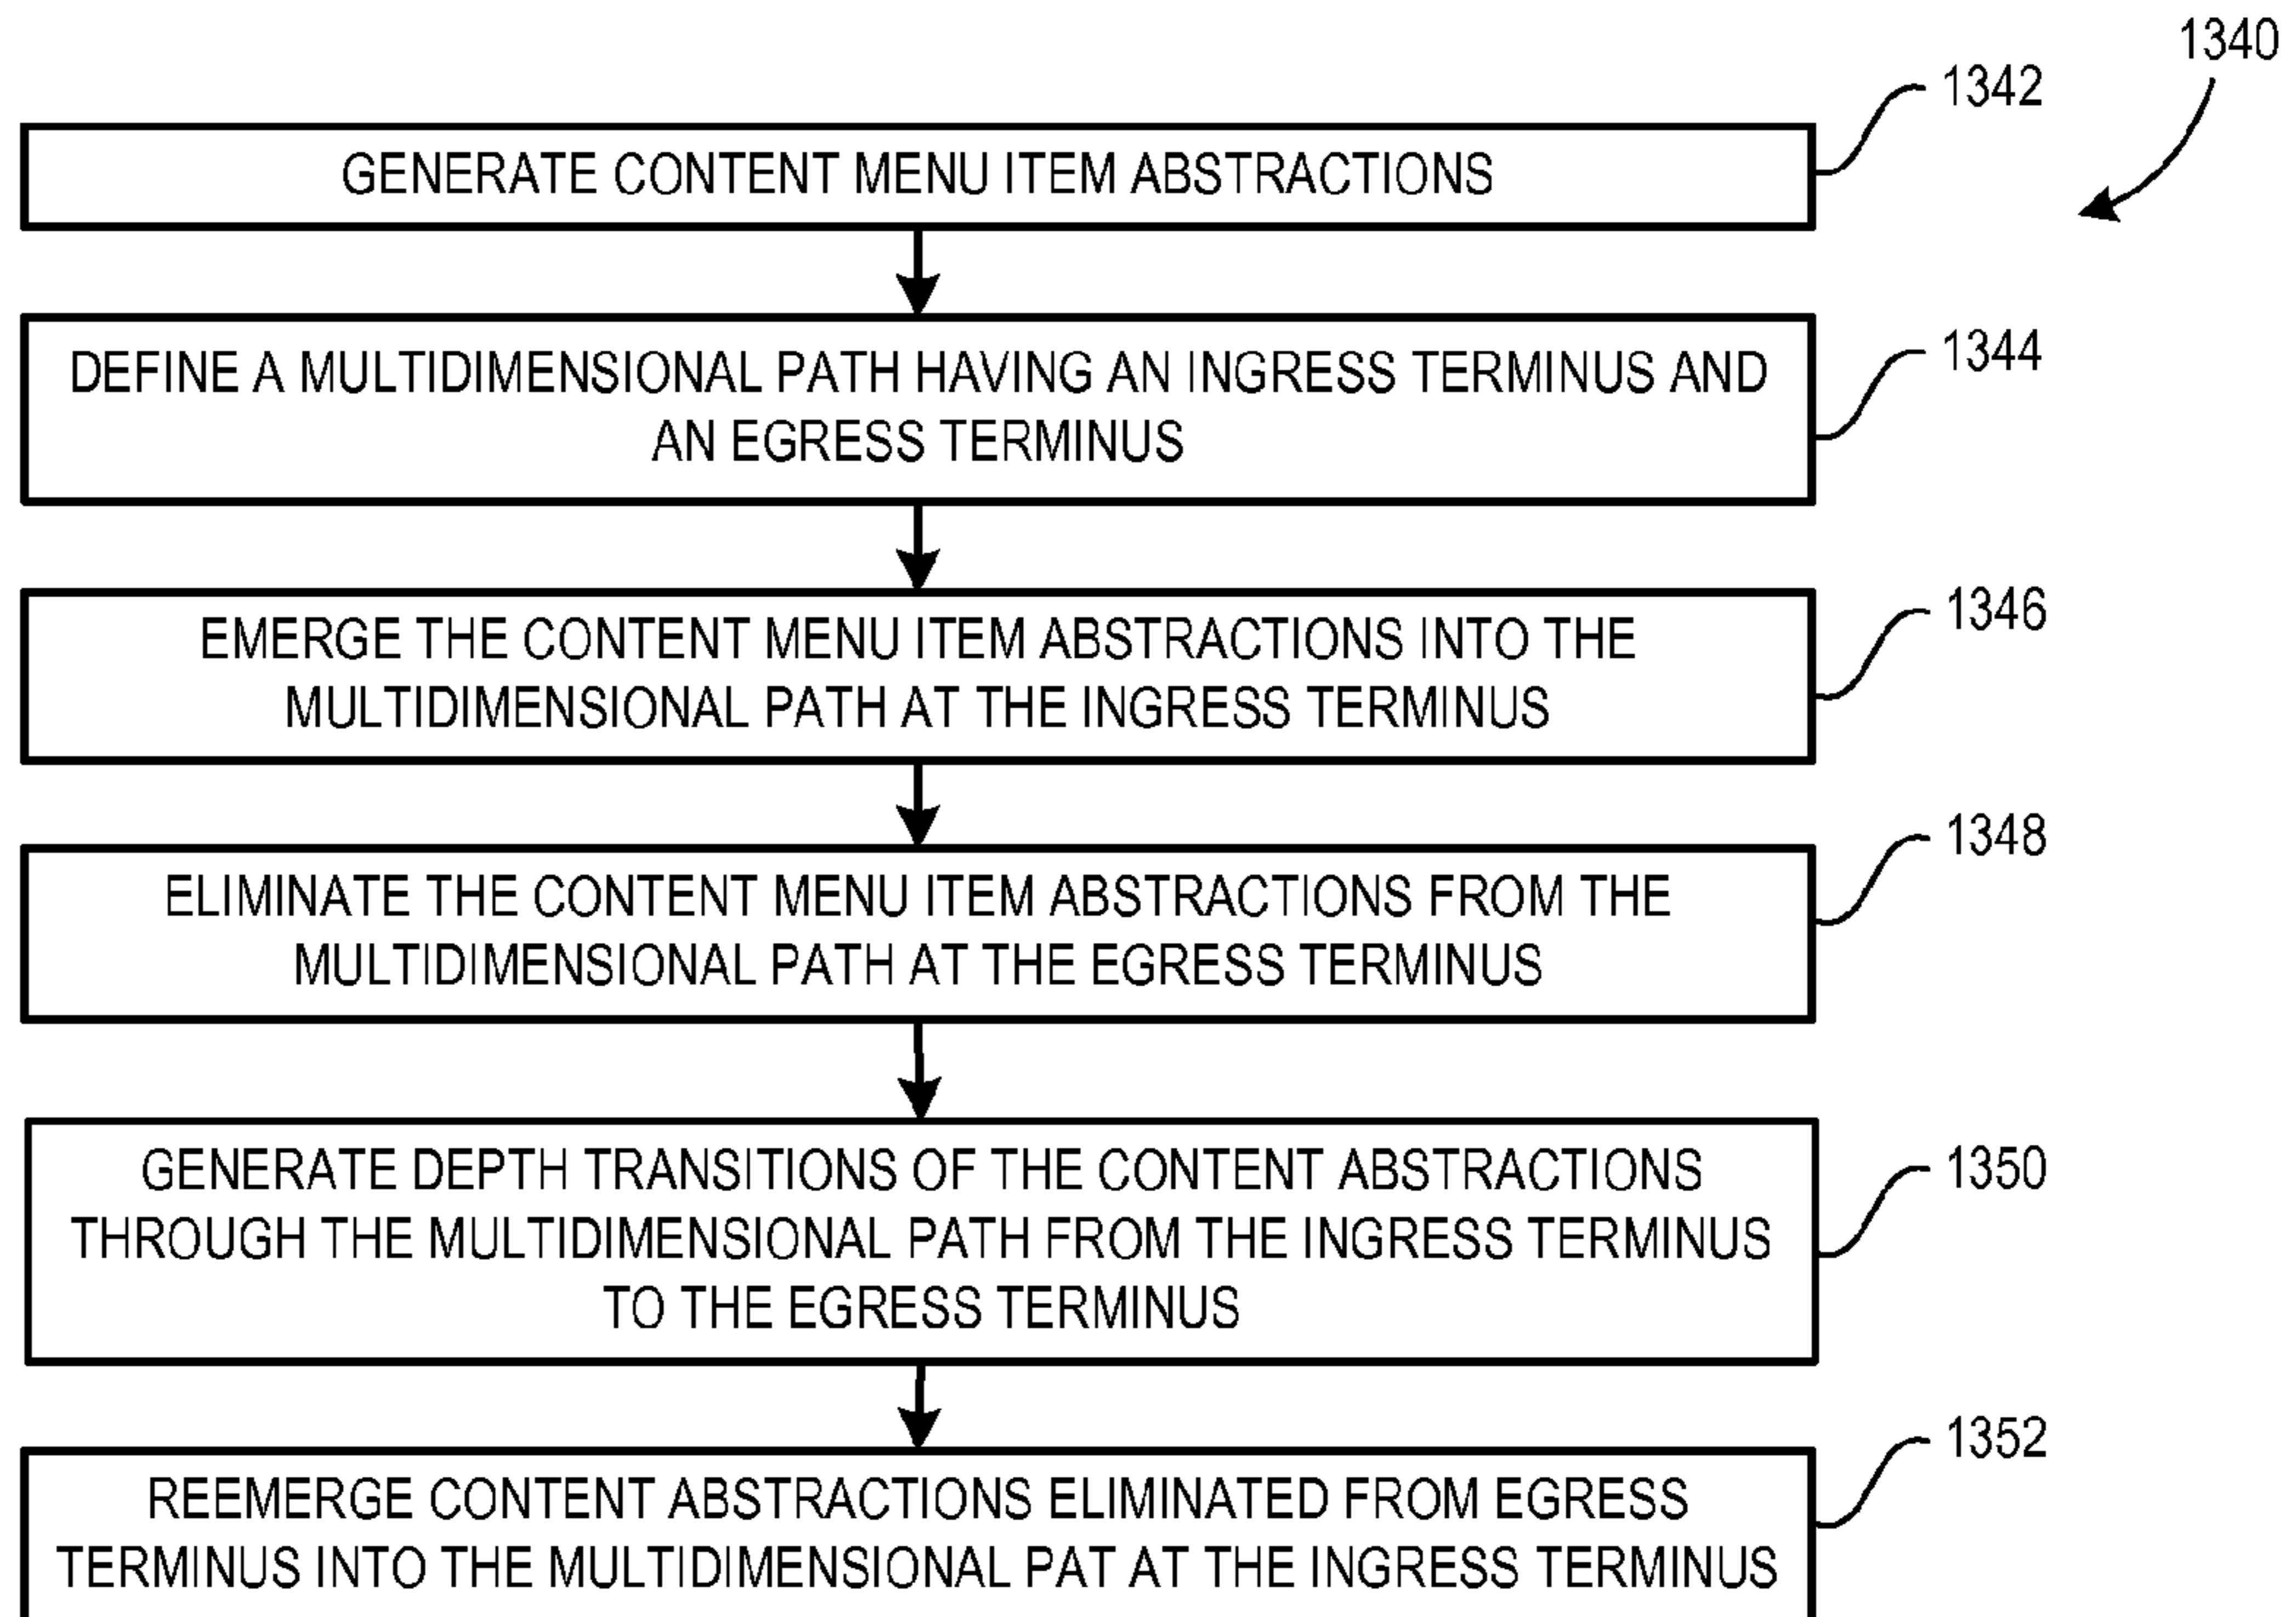 1340
1342
GENERATE CONTENT MENU ITEM ABSTRACTIONS
1344
DEFINE A MULTIDIMENSIONAL PATH HAVING AN INGRESS TERMINUS AND
AN EGRESS TERMINUS
1346
EMERGE THE CONTENT MENU ITEM ABSTRACTIONS INTO THE
MULTIDIMENSIONAL PATH AT THE INGRESS TERMINUS
1348
ELIMINATE THE CONTENT MENU ITEM ABSTRACTIONS FROM THE
MULTIDIMENSIONAL PATH AT THE EGRESS TERMINUS
1350
GENERATE DEPTH TRANSITIONS OF THE CONTENT ABSTRACTIONS
THROUGH THE MULTIDIMENSIONAL PATH FROM THE INGRESS TERMINUS
TO THE EGRESS TERMINUS
1352
REEMERGE CONTENT ABSTRACTIONS ELIMINATED FROM EGRESS
TERMINUS INTO THE MULTIDIMENSIONAL PAT AT THE INGRESS TERMINUS